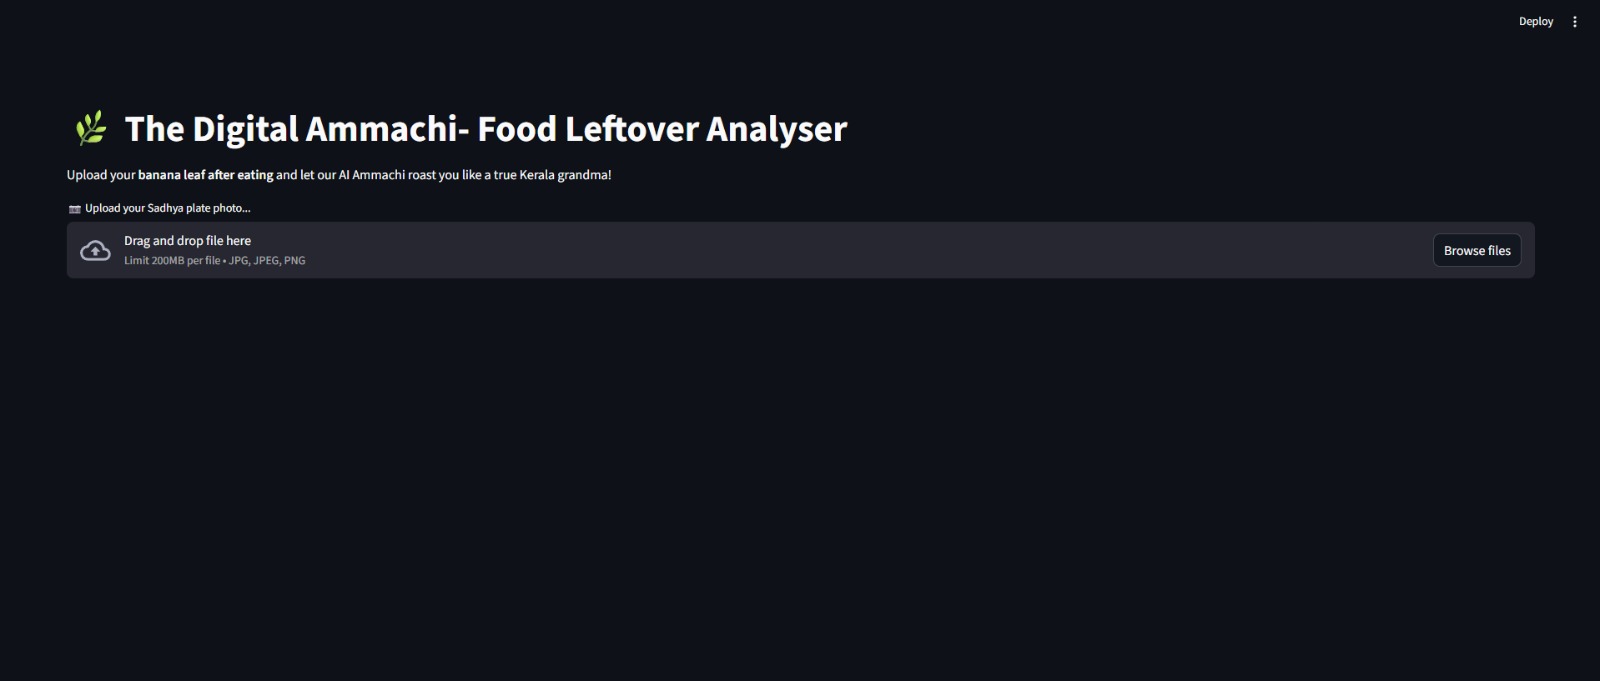 Deploy
The Digital Ammachi- Food Leftover Analyser
Upload your banana leaf after eating and let our AI Ammachi roast you like a true Kerala grandma!
Upload your Sadhya plate photo...
Drag and drop file here
Limit 200MB per file • JPG, JPEG, PNG
Browse files